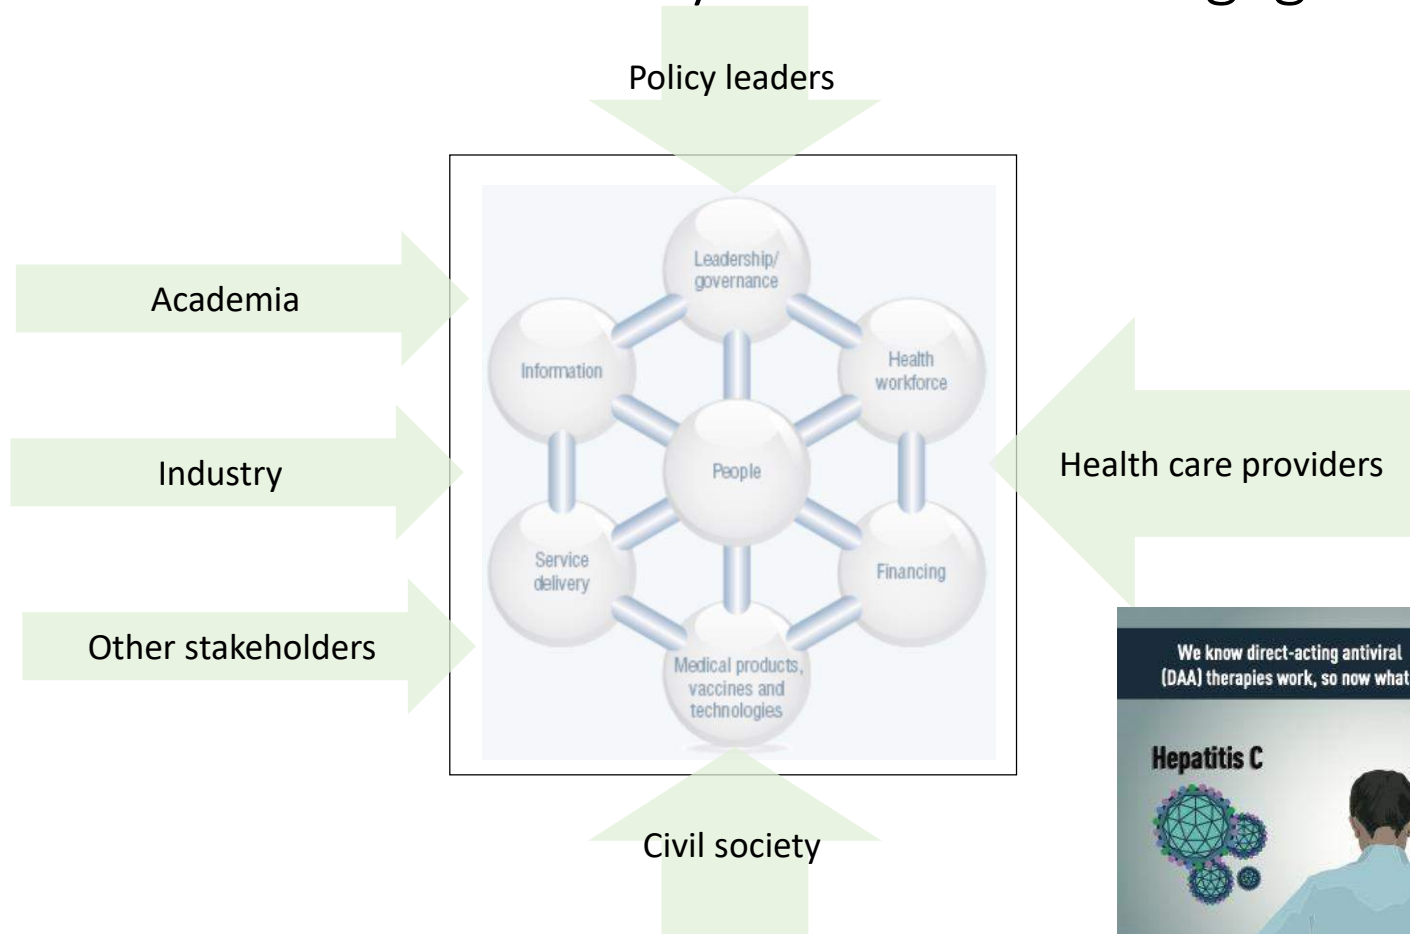 Policy leaders
Leadership/
governance
Academia
Information
Health
workforce
Industry
People
Health care providers
Service
delivery
Financing
Other stakeholders
Medical products,
vaccines and
technologies
We know direct-acting antiviral
(DAA) therapies work, so now what
Hepatitis C
Civil society